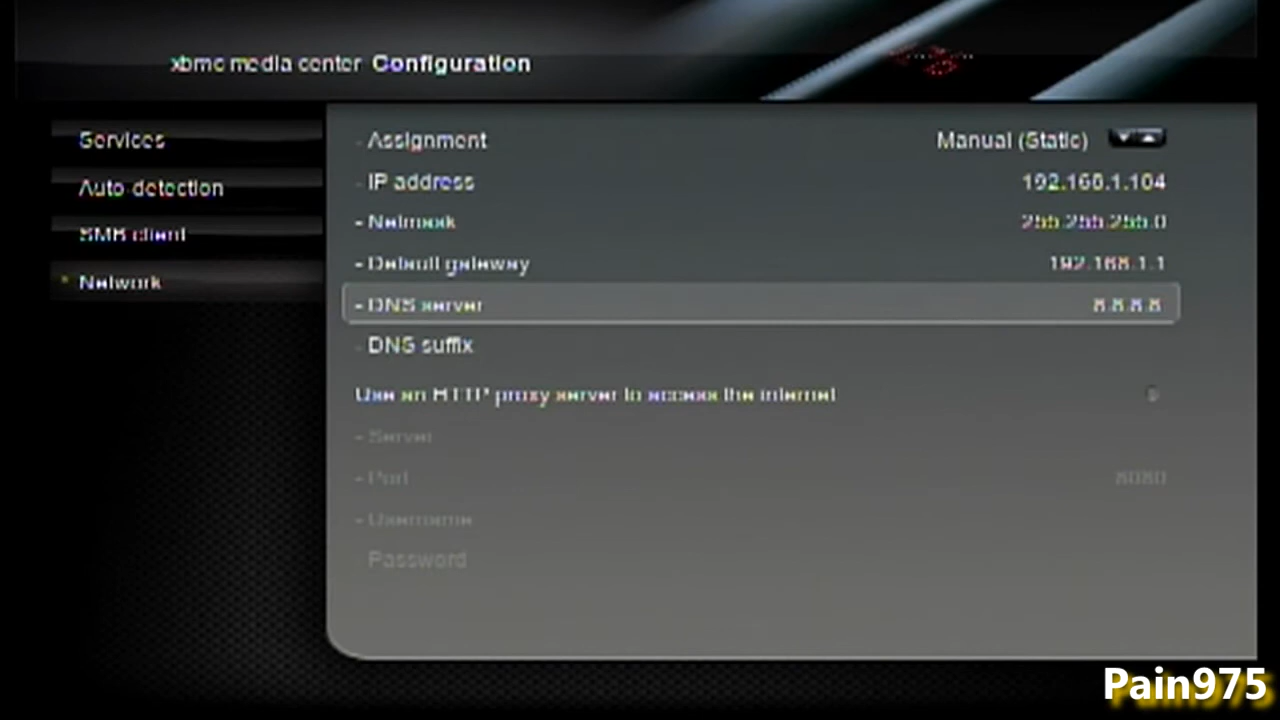 xbmc media center Configuration
Services
Auto detection
SMB client
Network
- Assignment Manual (Static)
- IP address 192.168.1.104
- Netmask 255.255.255.0
- Default gateway 192.168.1.1
- DNS server 8.8.8.8
- DNS suffix
Use an HTTP proxy server to access the internet
- Server
- Port 8080
- Username
- Password
Pain975